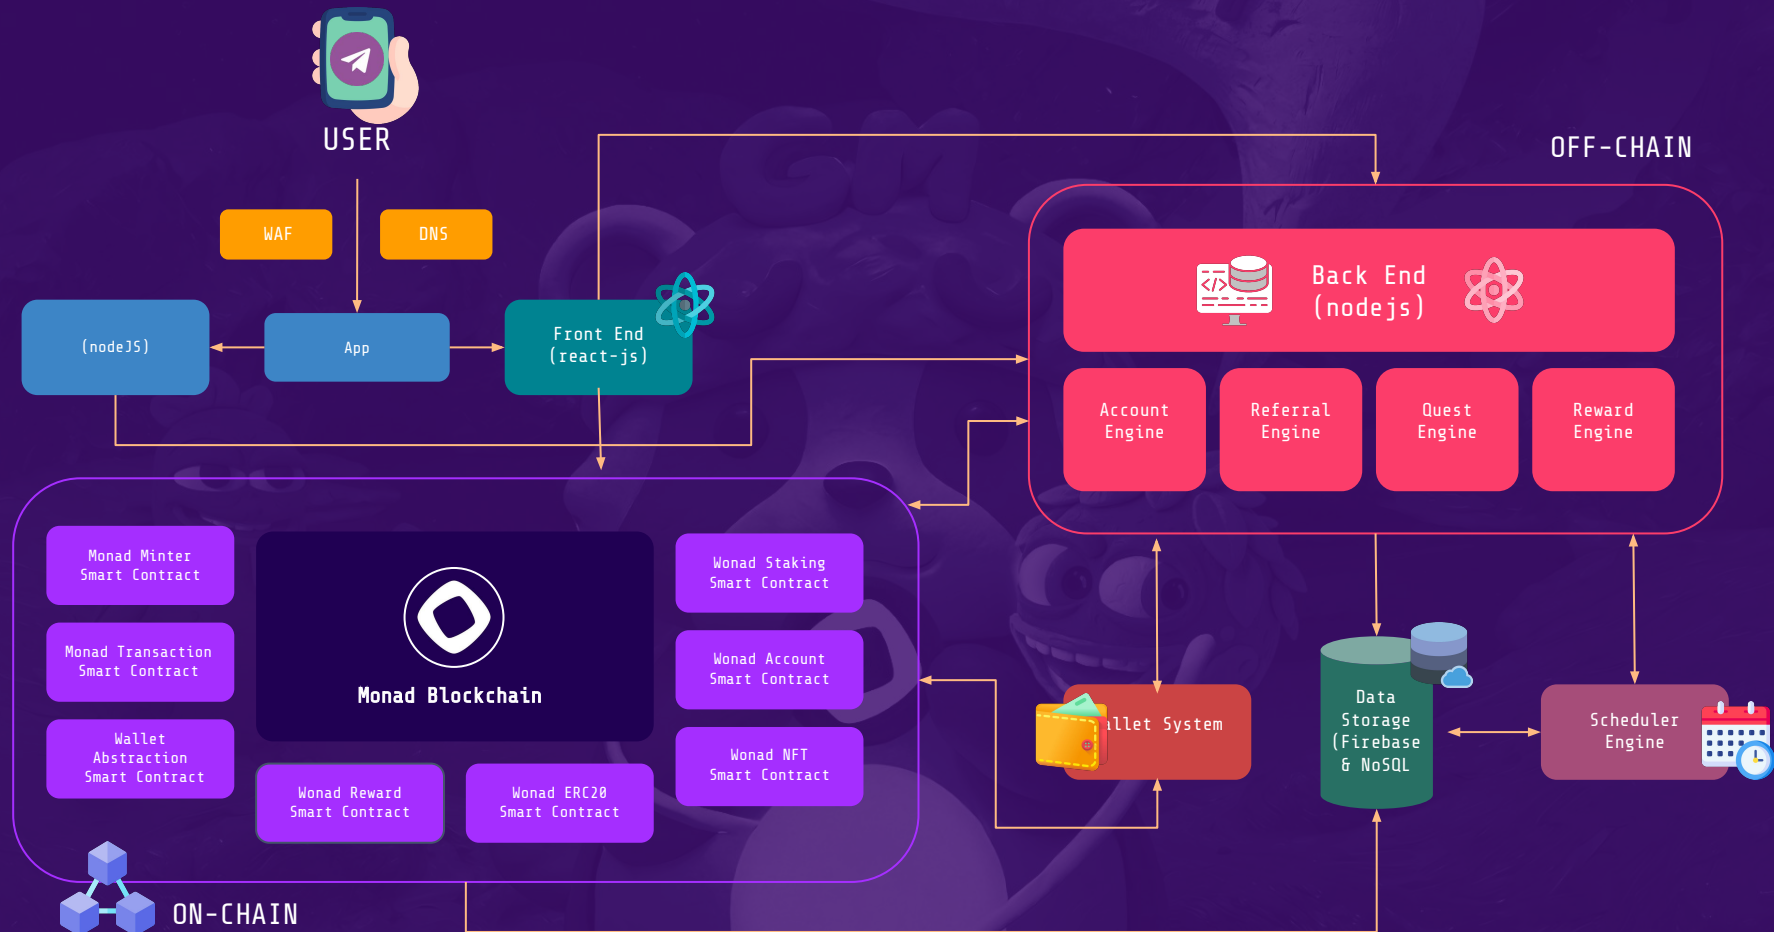 USER
OFF-CHAIN
WAF
DNS
(nodeJS)
App
Front End
(react-js)
Back End
(nodejs)
Account
Engine
Referral
Engine
Quest
Engine
Reward
Engine
Monad Minter
Smart Contract
Monad Transaction
Smart Contract
Wallet
Abstraction
Smart Contract
Monad Blockchain
Wonad Staking
Smart Contract
Wonad Account
Smart Contract
Wonad NFT
Smart Contract
Wonad Reward
Smart Contract
Wonad ERC20
Smart Contract
allet System
Data
Storage
(Firebase
& NoSQL
Scheduler
Engine
ON-CHAIN
GM